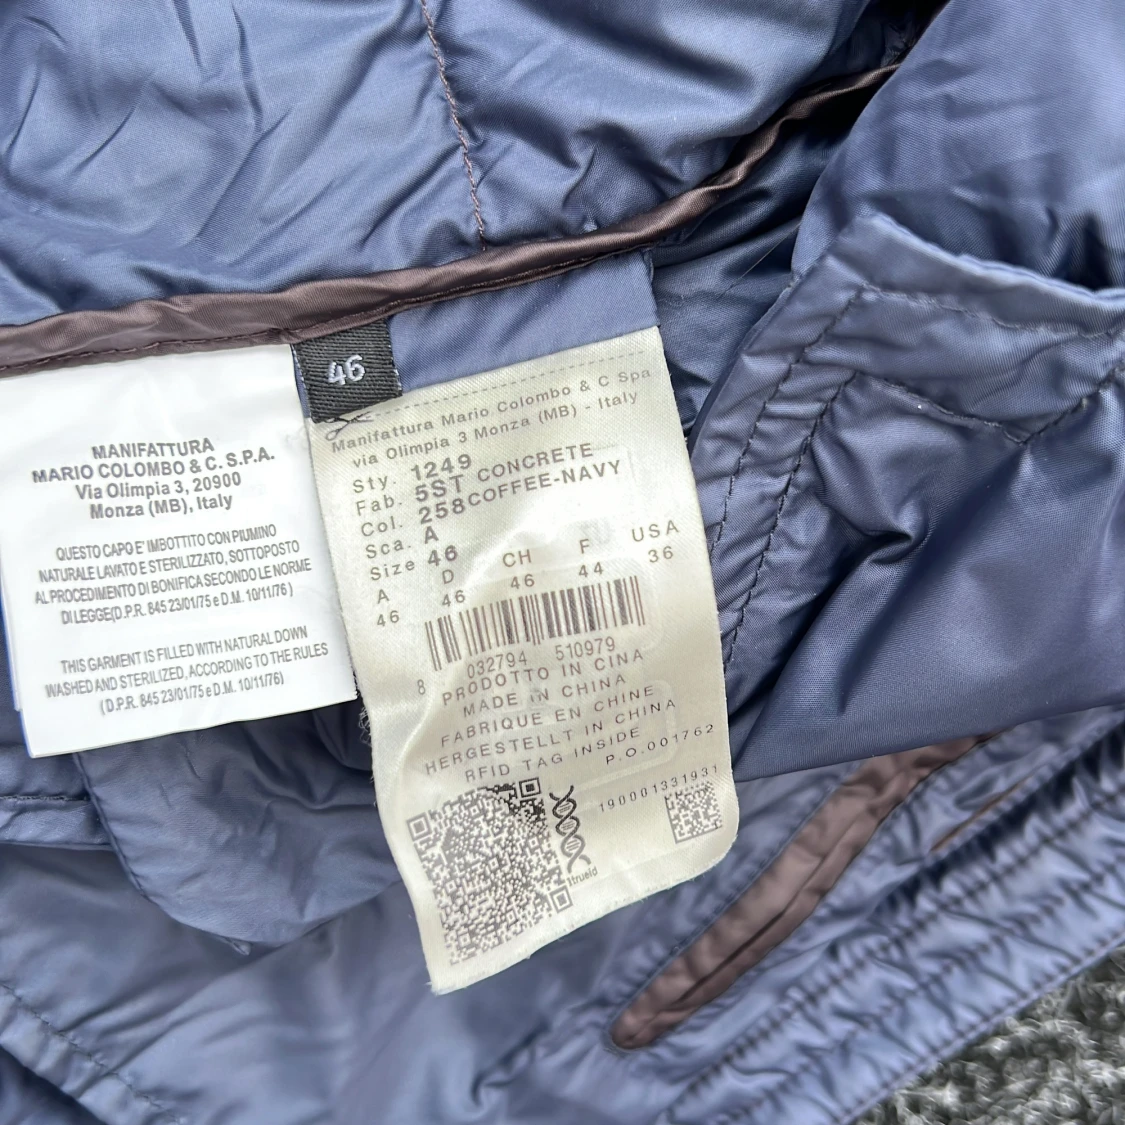 MANIFATTURA
MARIO COLOMBO & C. S.P.A.
Via Olimpia 3, 20900
Monza (MB), Italy
QUESTO CAPO E' IMBOTTITO CON PIUMINO
NATURALE LAVATO E STERILIZZATO, SOTTOPOSTO
AL PROCEDIMENTO DI BONIFICA SECONDO LE NORME
DI LEGGE(D.P.R. 845 23/01/75 e D.M. 10/11/76)
THIS GARMENT IS FILLED WITH NATURAL DOWN
WASHED AND STERILIZED, ACCORDING TO THE RULES
(D.P.R. 845 23/01/75 e D.M. 10/11/76)
46
Manifattura Mario Colombo & C Spa
via Olimpia 3 Monza (MB) - Italy
Sty. 1249
Fab. 5ST CONCRETE
Col. 258COFFEE-NAVY
Sca. A
Size 46
A D CH F USA
46 46 46 44 36
8 032794 510979
PRODOTTO IN CINA
MADE IN CHINA
FABRIQUE EN CHINE
HERGESTELLT IN CHINA
RFID TAG INSIDE
P.O.001762
190001331931
1trueid